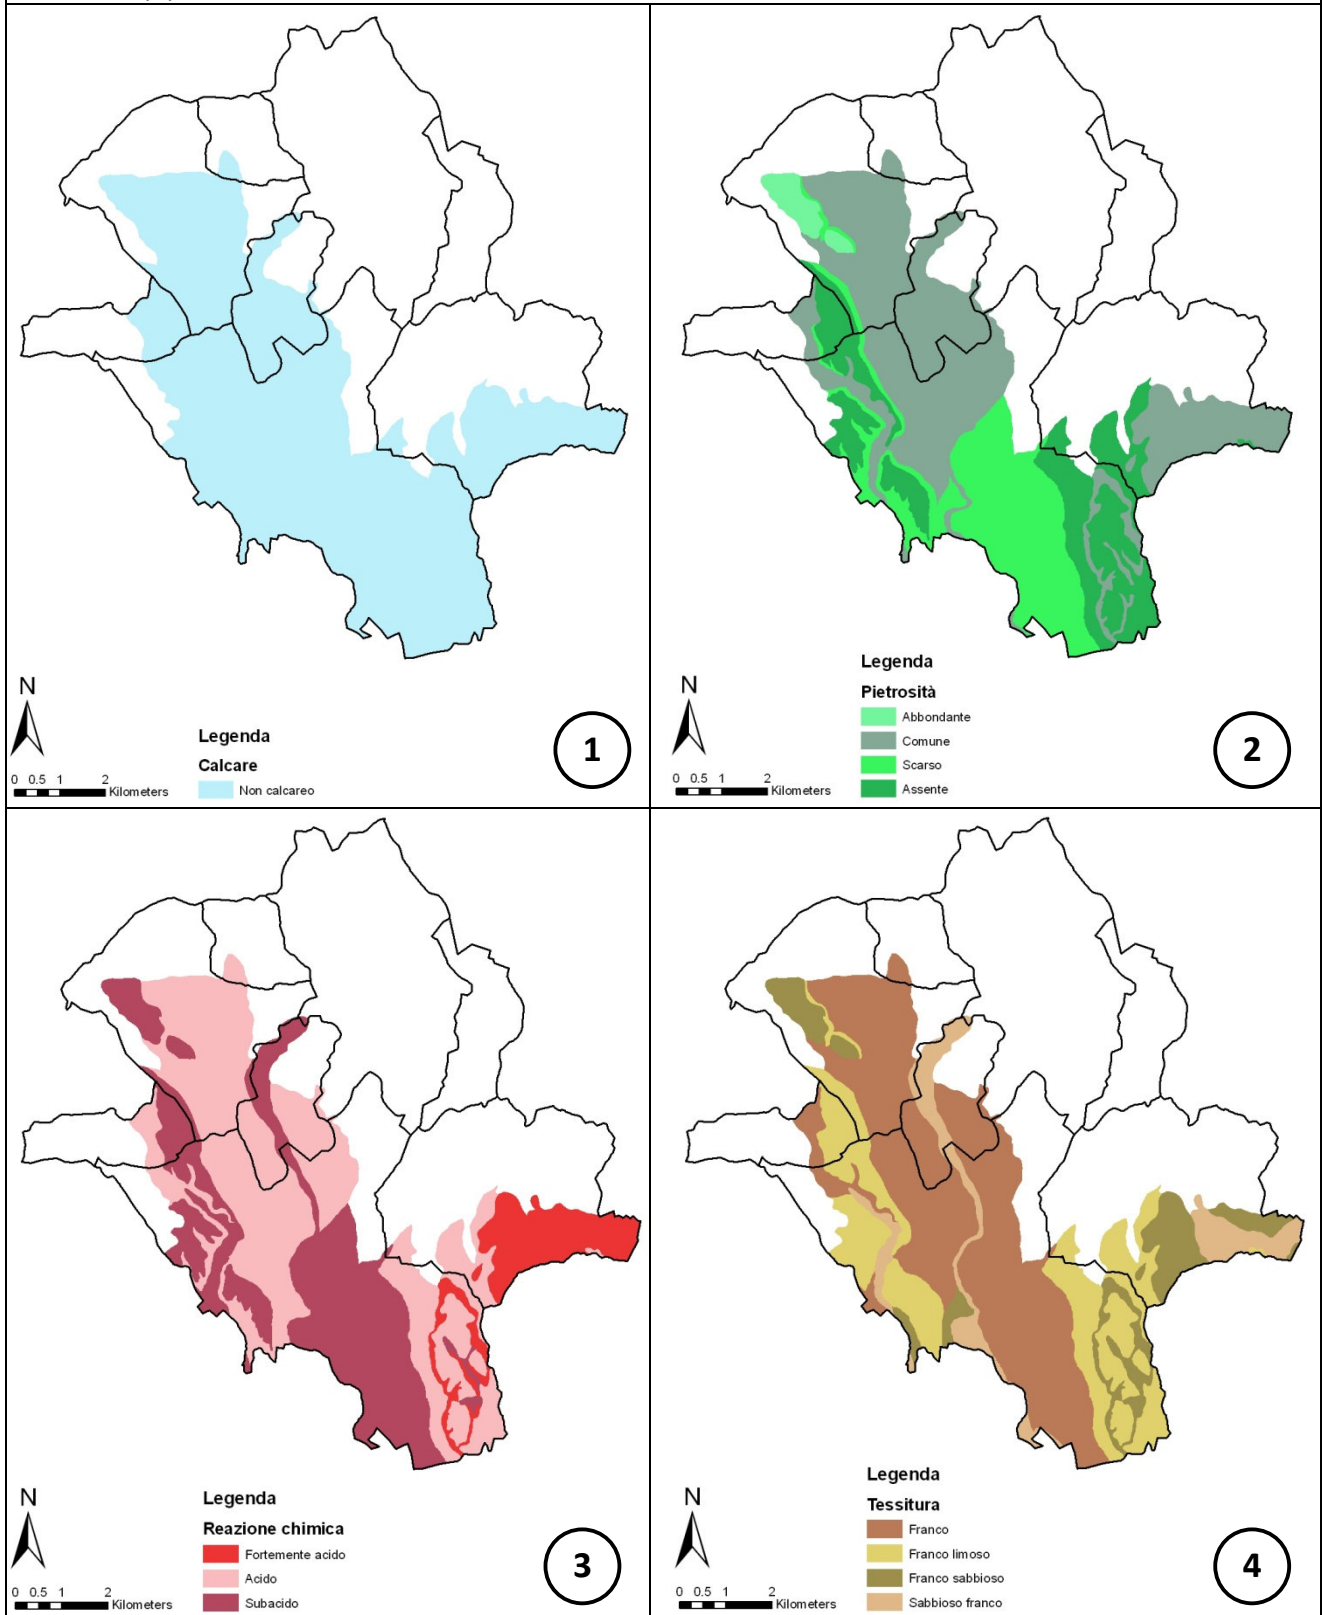 N
0 0.5 1 2
Kilometers
Legenda
Calcare
Non calcareo
1
N
0 0.5 1 2
Kilometers
Legenda
Pietrosità
Abbondante
Comune
Scarso
Assente
2
N
0 0.5 1 2
Kilometers
Legenda
Reazione chimica
Fortemente acido
Acido
Subacido
3
N
0 0.5 1 2
Kilometers
Legenda
Tessitura
Franco
Franco limoso
Franco sabbioso
Sabbioso franco
4